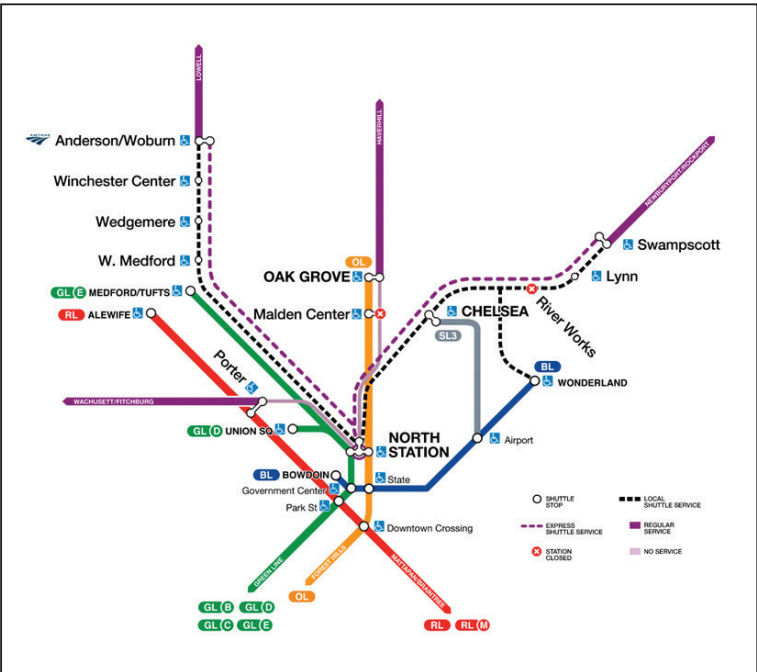 LOWELL
HAVERHILL
NEWBURYPORT/ROCKPORT
AMTRAK
Anderson/Woburn
Winchester Center
Wedgemere
W. Medford
GL E MEDFORD/TUFTS
RL ALEWIFE
Porter
WACHUSETT/FITCHBURG
GL D UNION SQ
OL
OAK GROVE
Malden Center
CHELSEA
SL3
Swampscott
Lynn
River Works
BL
WONDERLAND
NORTH
STATION
Airport
BL BOWDOIN
Government Center
State
Park St
Downtown Crossing
GREEN LINE
FOREST HILLS
MATTAPAN/BRAINTREE
GL B GL D
GL C GL E
OL
RL RL M
SHUTTLE
STOP
LOCAL
SHUTTLE SERVICE
EXPRESS
SHUTTLE SERVICE
REGULAR
SERVICE
STATION
CLOSED
NO SERVICE